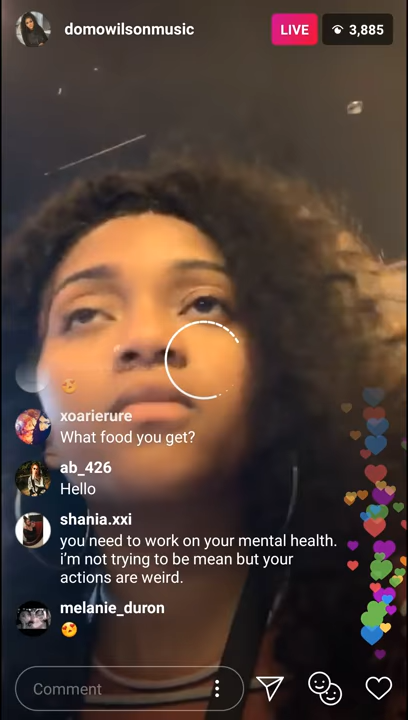 domowilsonmusic
LIVE
3,885
😍
xoarierure
What food you get?
ab_426
Hello
shania.xxi
you need to work on your mental health.
i'm not trying to be mean but your
actions are weird.
melanie_duron
😍
Comment